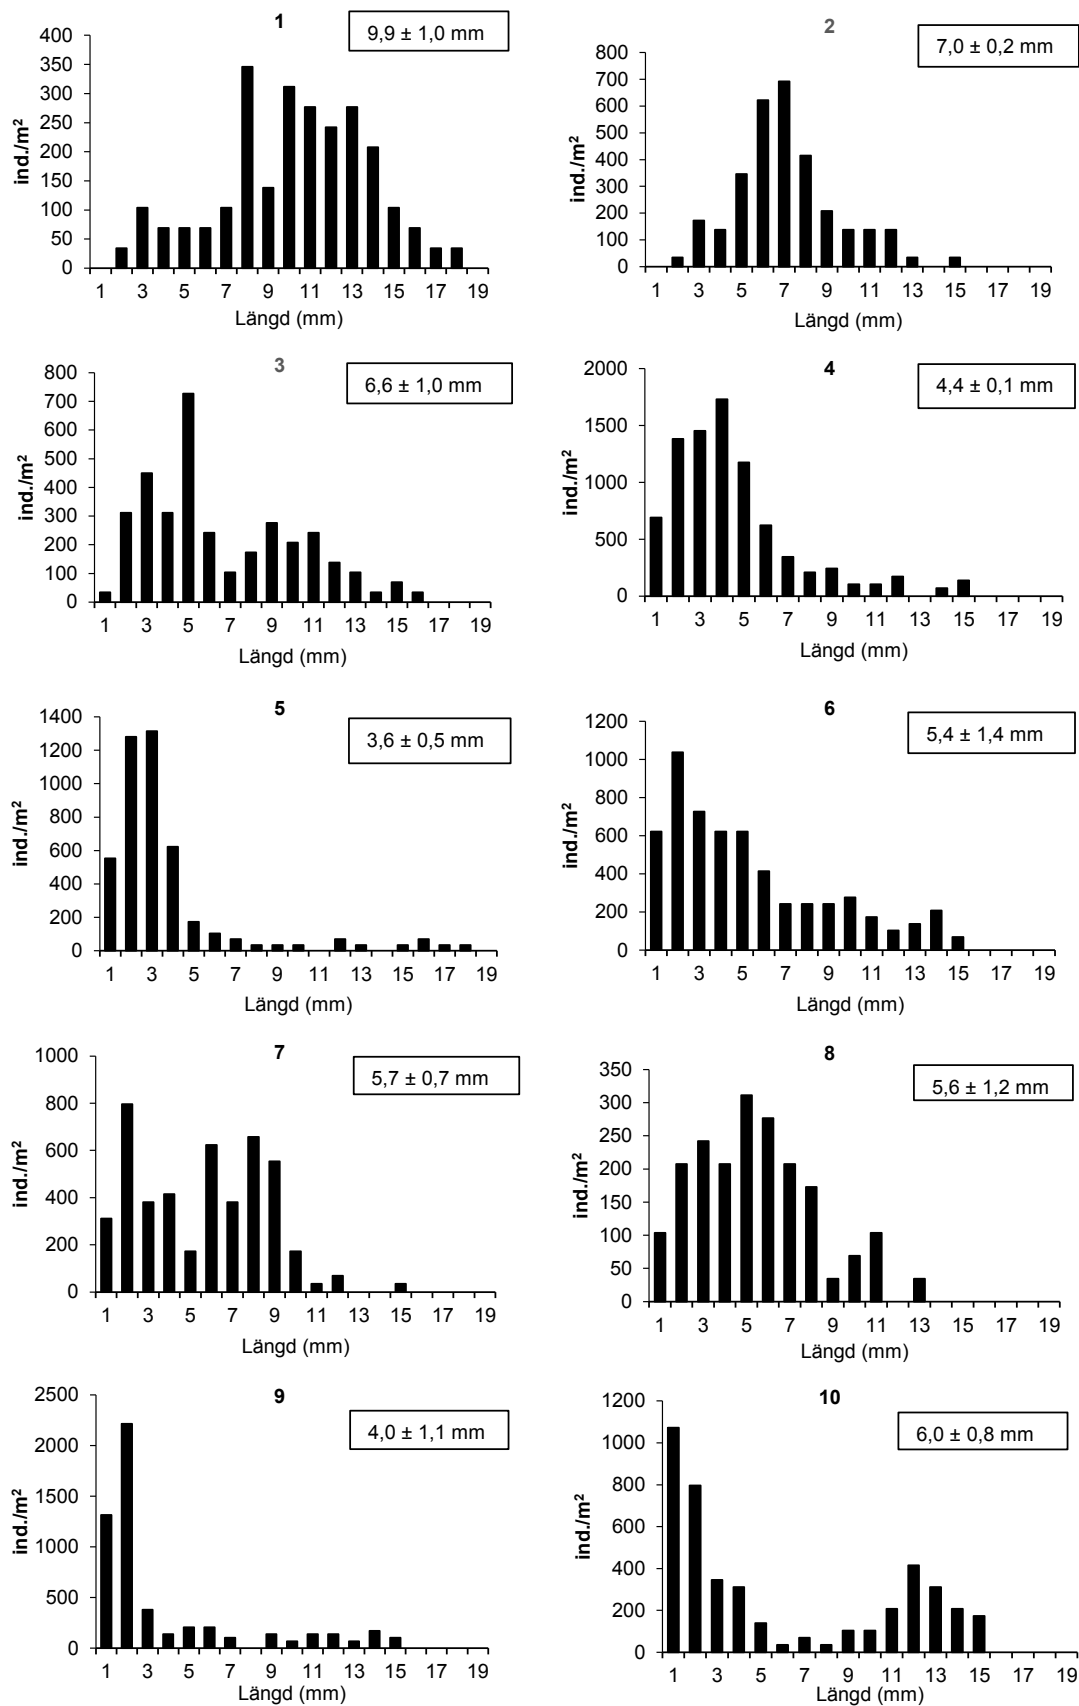 1
9,9 ± 1,0 mm
400
350
300
250
200
150
100
50
0
ind./m²
1 3 5 7 9 11 13 15 17 19
Längd (mm)
2
7,0 ± 0,2 mm
800
700
600
500
400
300
200
100
0
ind./m²
1 3 5 7 9 11 13 15 17 19
Längd (mm)
3
6,6 ± 1,0 mm
800
700
600
500
400
300
200
100
0
ind./m²
1 3 5 7 9 11 13 15 17 19
Längd (mm)
4
4,4 ± 0,1 mm
2000
1500
1000
500
0
ind./m²
1 3 5 7 9 11 13 15 17 19
Längd (mm)
5
3,6 ± 0,5 mm
1400
1200
1000
800
600
400
200
0
ind./m²
1 3 5 7 9 11 13 15 17 19
Längd (mm)
6
5,4 ± 1,4 mm
1200
1000
800
600
400
200
0
ind./m²
1 3 5 7 9 11 13 15 17 19
Längd (mm)
7
5,7 ± 0,7 mm
1000
800
600
400
200
0
ind./m²
1 3 5 7 9 11 13 15 17 19
Längd (mm)
8
5,6 ± 1,2 mm
350
300
250
200
150
100
50
0
ind./m²
1 3 5 7 9 11 13 15 17 19
Längd (mm)
9
4,0 ± 1,1 mm
2500
2000
1500
1000
500
0
ind./m²
1 3 5 7 9 11 13 15 17 19
Längd (mm)
10
6,0 ± 0,8 mm
1200
1000
800
600
400
200
0
ind./m²
1 3 5 7 9 11 13 15 17 19
Längd (mm)